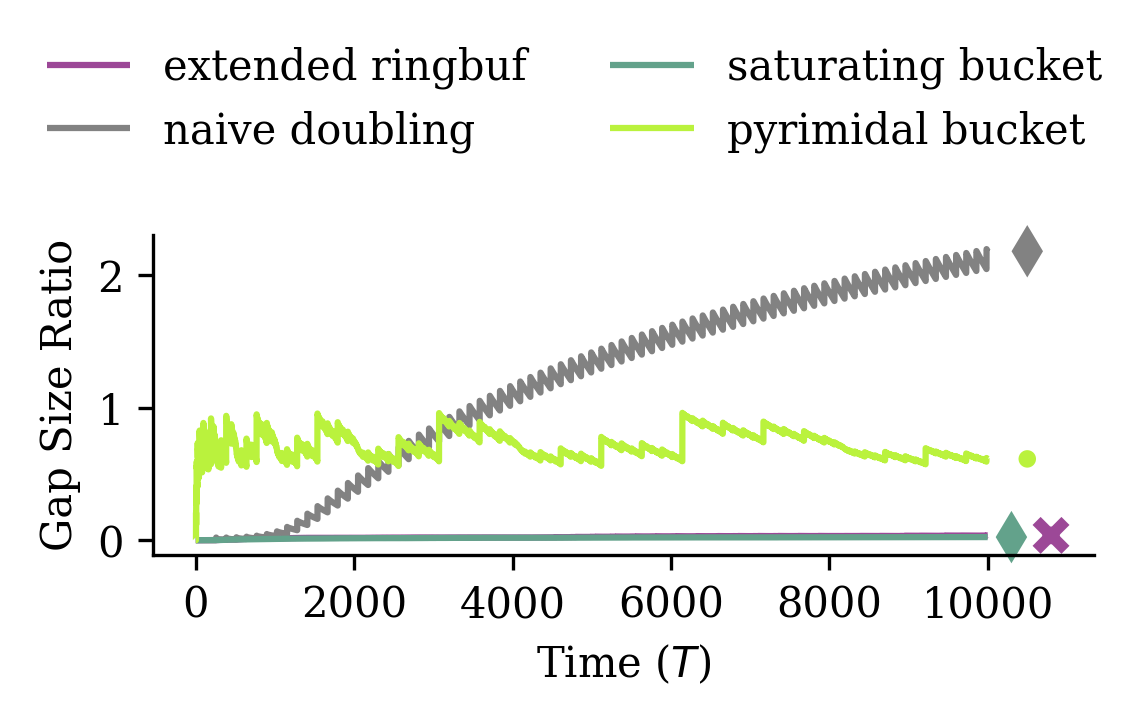 extended ringbuf
naive doubling
saturating bucket
pyrimidal bucket
Gap Size Ratio
2
1
0
0 2000 4000 6000 8000 10000
Time (T)